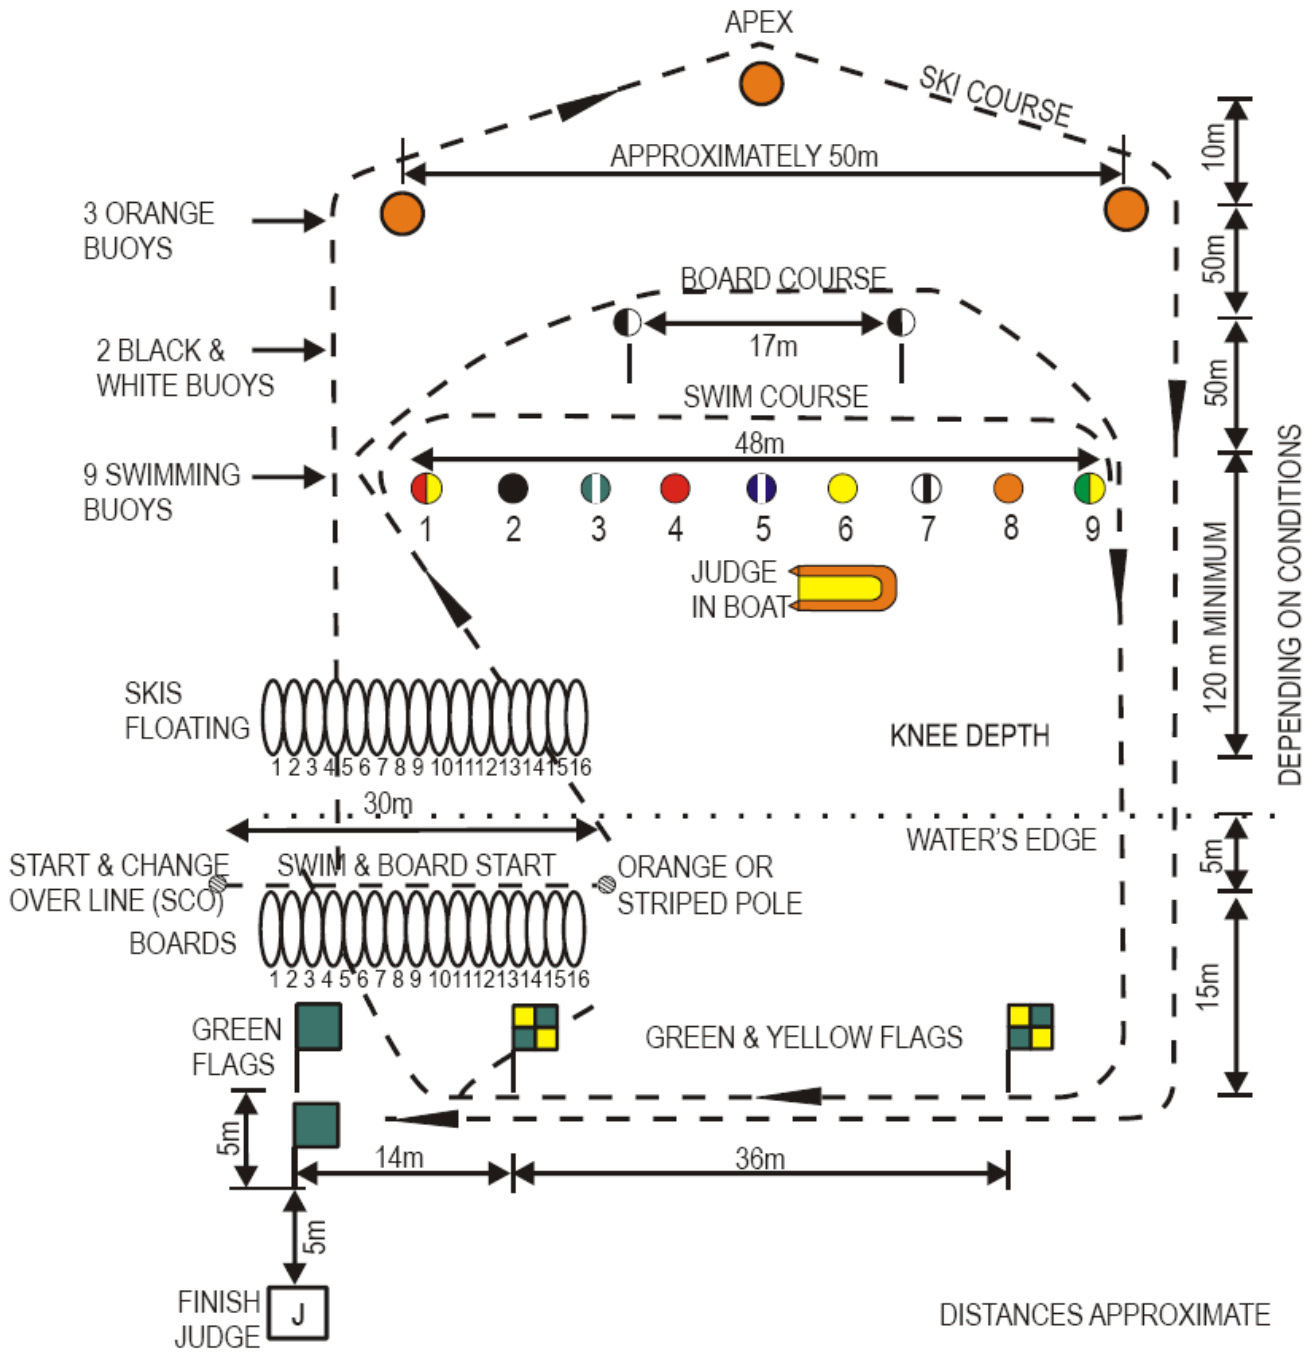 APEX
SKI COURSE
10m
APPROXIMATELY 50m
3 ORANGE
BUOYS
50m
BOARD COURSE
2 BLACK &
WHITE BUOYS
17m
50m
SWIM COURSE
48m
9 SWIMMING
BUOYS
1 2 3 4 5 6 7 8 9
JUDGE
IN BOAT
120 m MINIMUM
DEPENDING ON CONDITIONS
SKIS
FLOATING
KNEE DEPTH
1 2 3 4 5 6 7 8 9 10 11 12 13 14 15 16
30m
WATER'S EDGE
5m
START & CHANGE
OVER LINE (SCO)
SWIM & BOARD START
ORANGE OR
STRIPED POLE
BOARDS
1 2 3 4 5 6 7 8 9 10 11 12 13 14 15 16
15m
GREEN
FLAGS
GREEN & YELLOW FLAGS
5m
14m
36m
5m
FINISH
JUDGE
J
DISTANCES APPROXIMATE